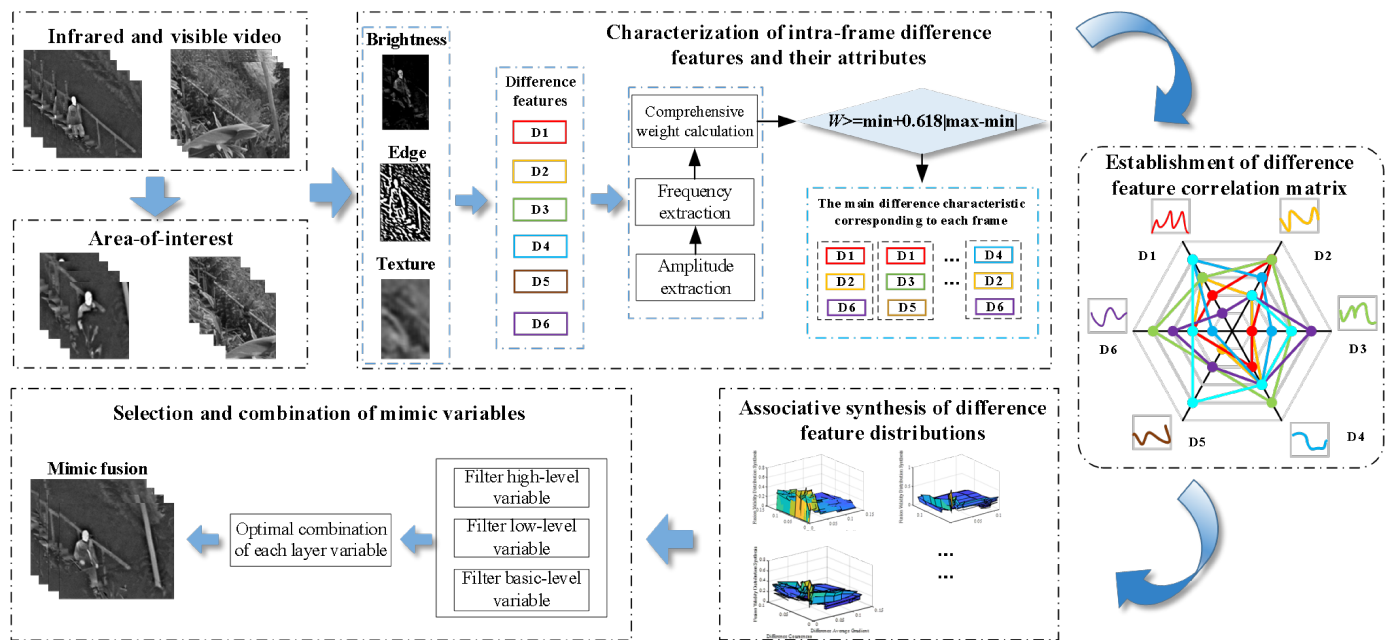 Infrared and visible video
Area-of-interest
Characterization of intra-frame difference
features and their attributes
Brightness
Edge
Texture
Difference
features
D1
D2
D3
D4
D5
D6
Comprehensive
weight calculation
Frequency
extraction
Amplitude
extraction
W>=min+0.618|max-min|
The main difference characteristic
corresponding to each frame
D1 D1 ... D4
D2 D3 ... D2
D6 D5 D6
Establishment of difference
feature correlation matrix
D1 D2
D6 D3
D5 D4
Associative synthesis of difference
feature distributions
...
...
Difference Average Gradient
Selection and combination of mimic variables
Mimic fusion
Optimal combination
of each layer variable
Filter high-level
variable
Filter low-level
variable
Filter basic-level
variable